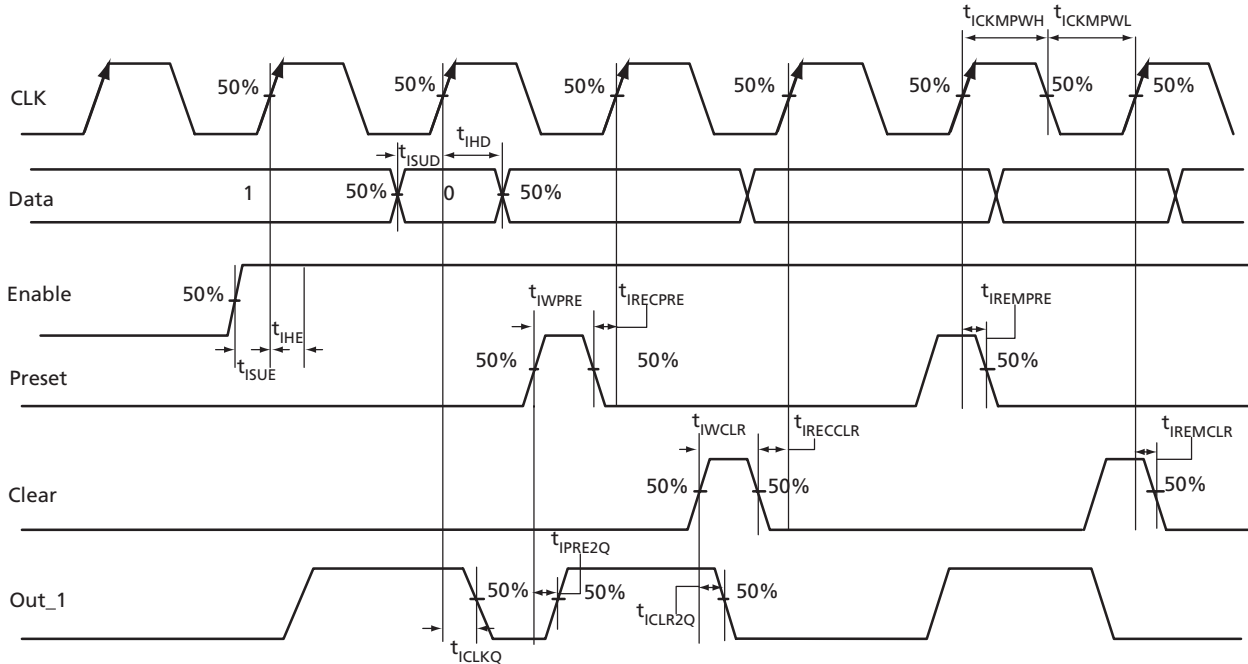 tICKMPWH tICKMPWL
CLK 50% 50% 50% 50% 50% 50% 50%
tISUD tIHD
Data 1 50% 0 50%
Enable 50%
tIHE
tISUE
tIWPRE tIRECPRE tIREMPRE
Preset 50% 50% 50%
tIWCLR tIRECCLR tIREMCLR
Clear 50% 50% 50%
tIPRE2Q
Out_1 50% 50% 50%
tICLR2Q
tICLKQ